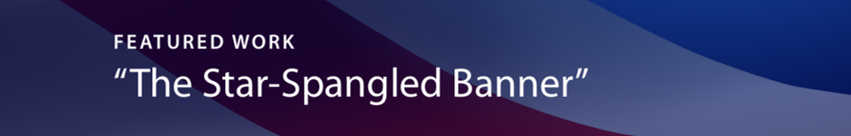 FEATURED WORK
“The Star-Spangled Banner”